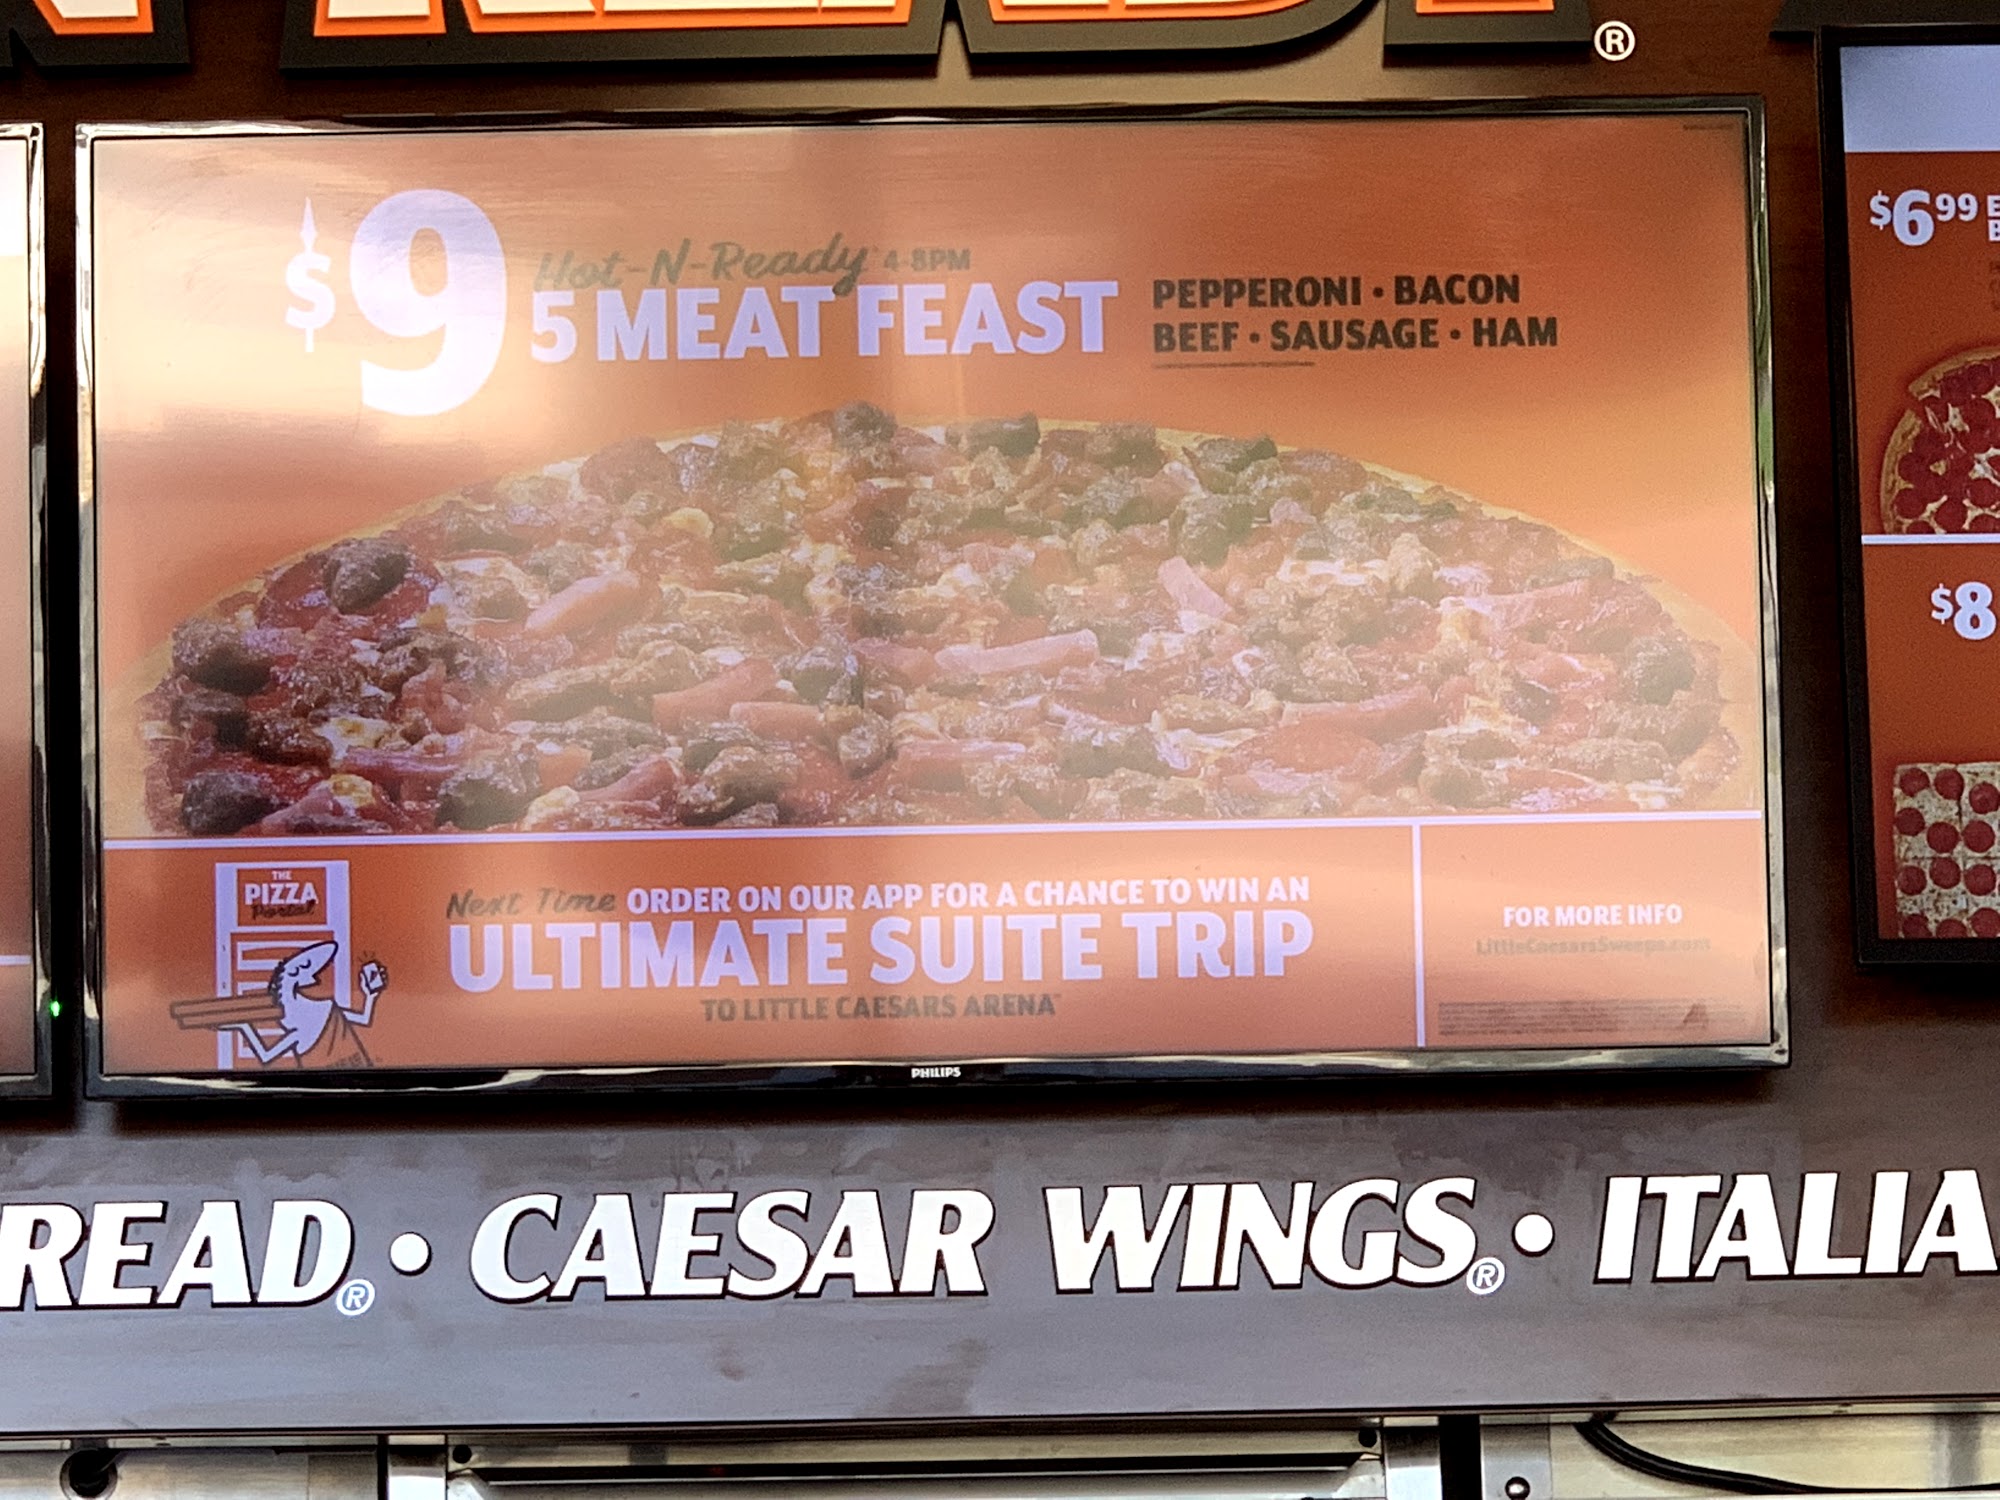 ®
$9
Hot-N-Ready 4-8PM
5 MEAT FEAST
PEPPERONI • BACON
BEEF • SAUSAGE • HAM
THE
PIZZA
Portal
Next Time ORDER ON OUR APP FOR A CHANCE TO WIN AN
ULTIMATE SUITE TRIP
TO LITTLE CAESARS ARENA
FOR MORE INFO
LittleCaesarsSweeps.com
PHILIPS
$6.99
$8
READ® • CAESAR WINGS® • ITALIA